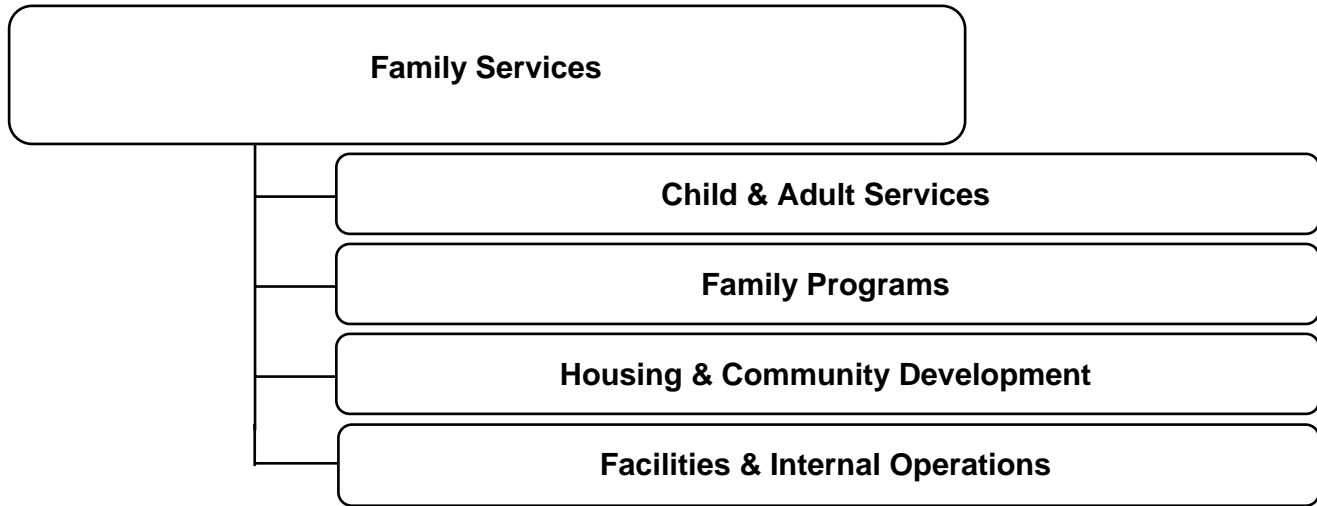 Family Services
Child & Adult Services
Family Programs
Housing & Community Development
Facilities & Internal Operations